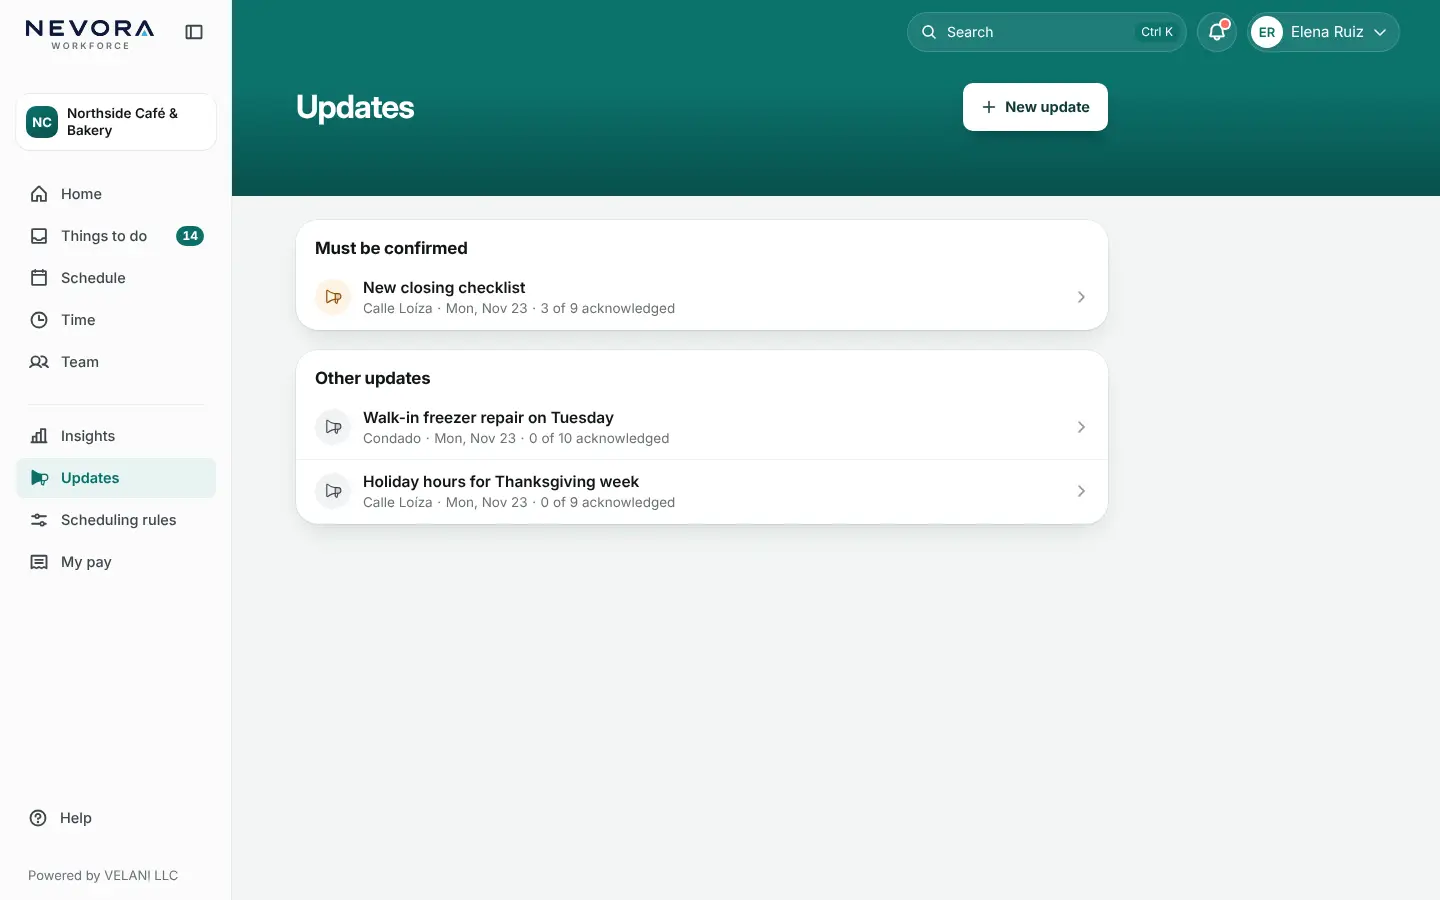 NEVORA
WORKFORCE
Search
Ctrl K
ER
Elena Ruiz
NC
Northside Café &
Bakery
Updates
New update
Home
Things to do
14
Schedule
Time
Team
Insights
Updates
Scheduling rules
My pay
Help
Powered by VELANI LLC
Must be confirmed
New closing checklist
Calle Loíza · Mon, Nov 23 · 3 of 9 acknowledged
Other updates
Walk-in freezer repair on Tuesday
Condado · Mon, Nov 23 · 0 of 10 acknowledged
Holiday hours for Thanksgiving week
Calle Loíza · Mon, Nov 23 · 0 of 9 acknowledged